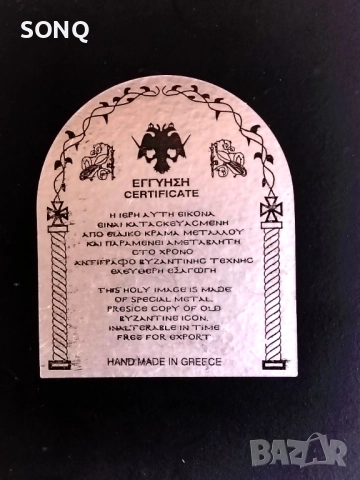 SONQ
ΕΓΓΥΗΣΗ
CERTIFICATE
Η ΙΕΡΗ ΑΥΤΗ ΕΙΚΟΝΑ
ΕΙΝΑΙ ΚΑΤΑΣΚΕΥΑΣΜΕΝΗ
ΑΠΟ ΕΙΔΙΚΟ ΚΡΑΜΑ ΜΕΤΑΛΛΟΥ
ΚΑΙ ΠΑΡΑΜΕΝΕΙ ΑΜΕΤΑΒΛΗΤΗ
ΣΤΟ ΧΡΟΝΟ
ΑΝΤΙΓΡΑΦΟ ΒΥΖΑΝΤΙΝΗΣ ΤΕΧΝΗΣ
ΕΛΕΥΘΕΡΗ ΕΞΑΓΩΓΗ
THIS HOLY IMAGE IS MADE
OF SPECIAL METAL.
PRESICE COPY OF OLD
BYZANTINE ICON.
INALTERABLE IN TIME
FREE FOR EXPORT
HAND MADE IN GREECE
BAZAR